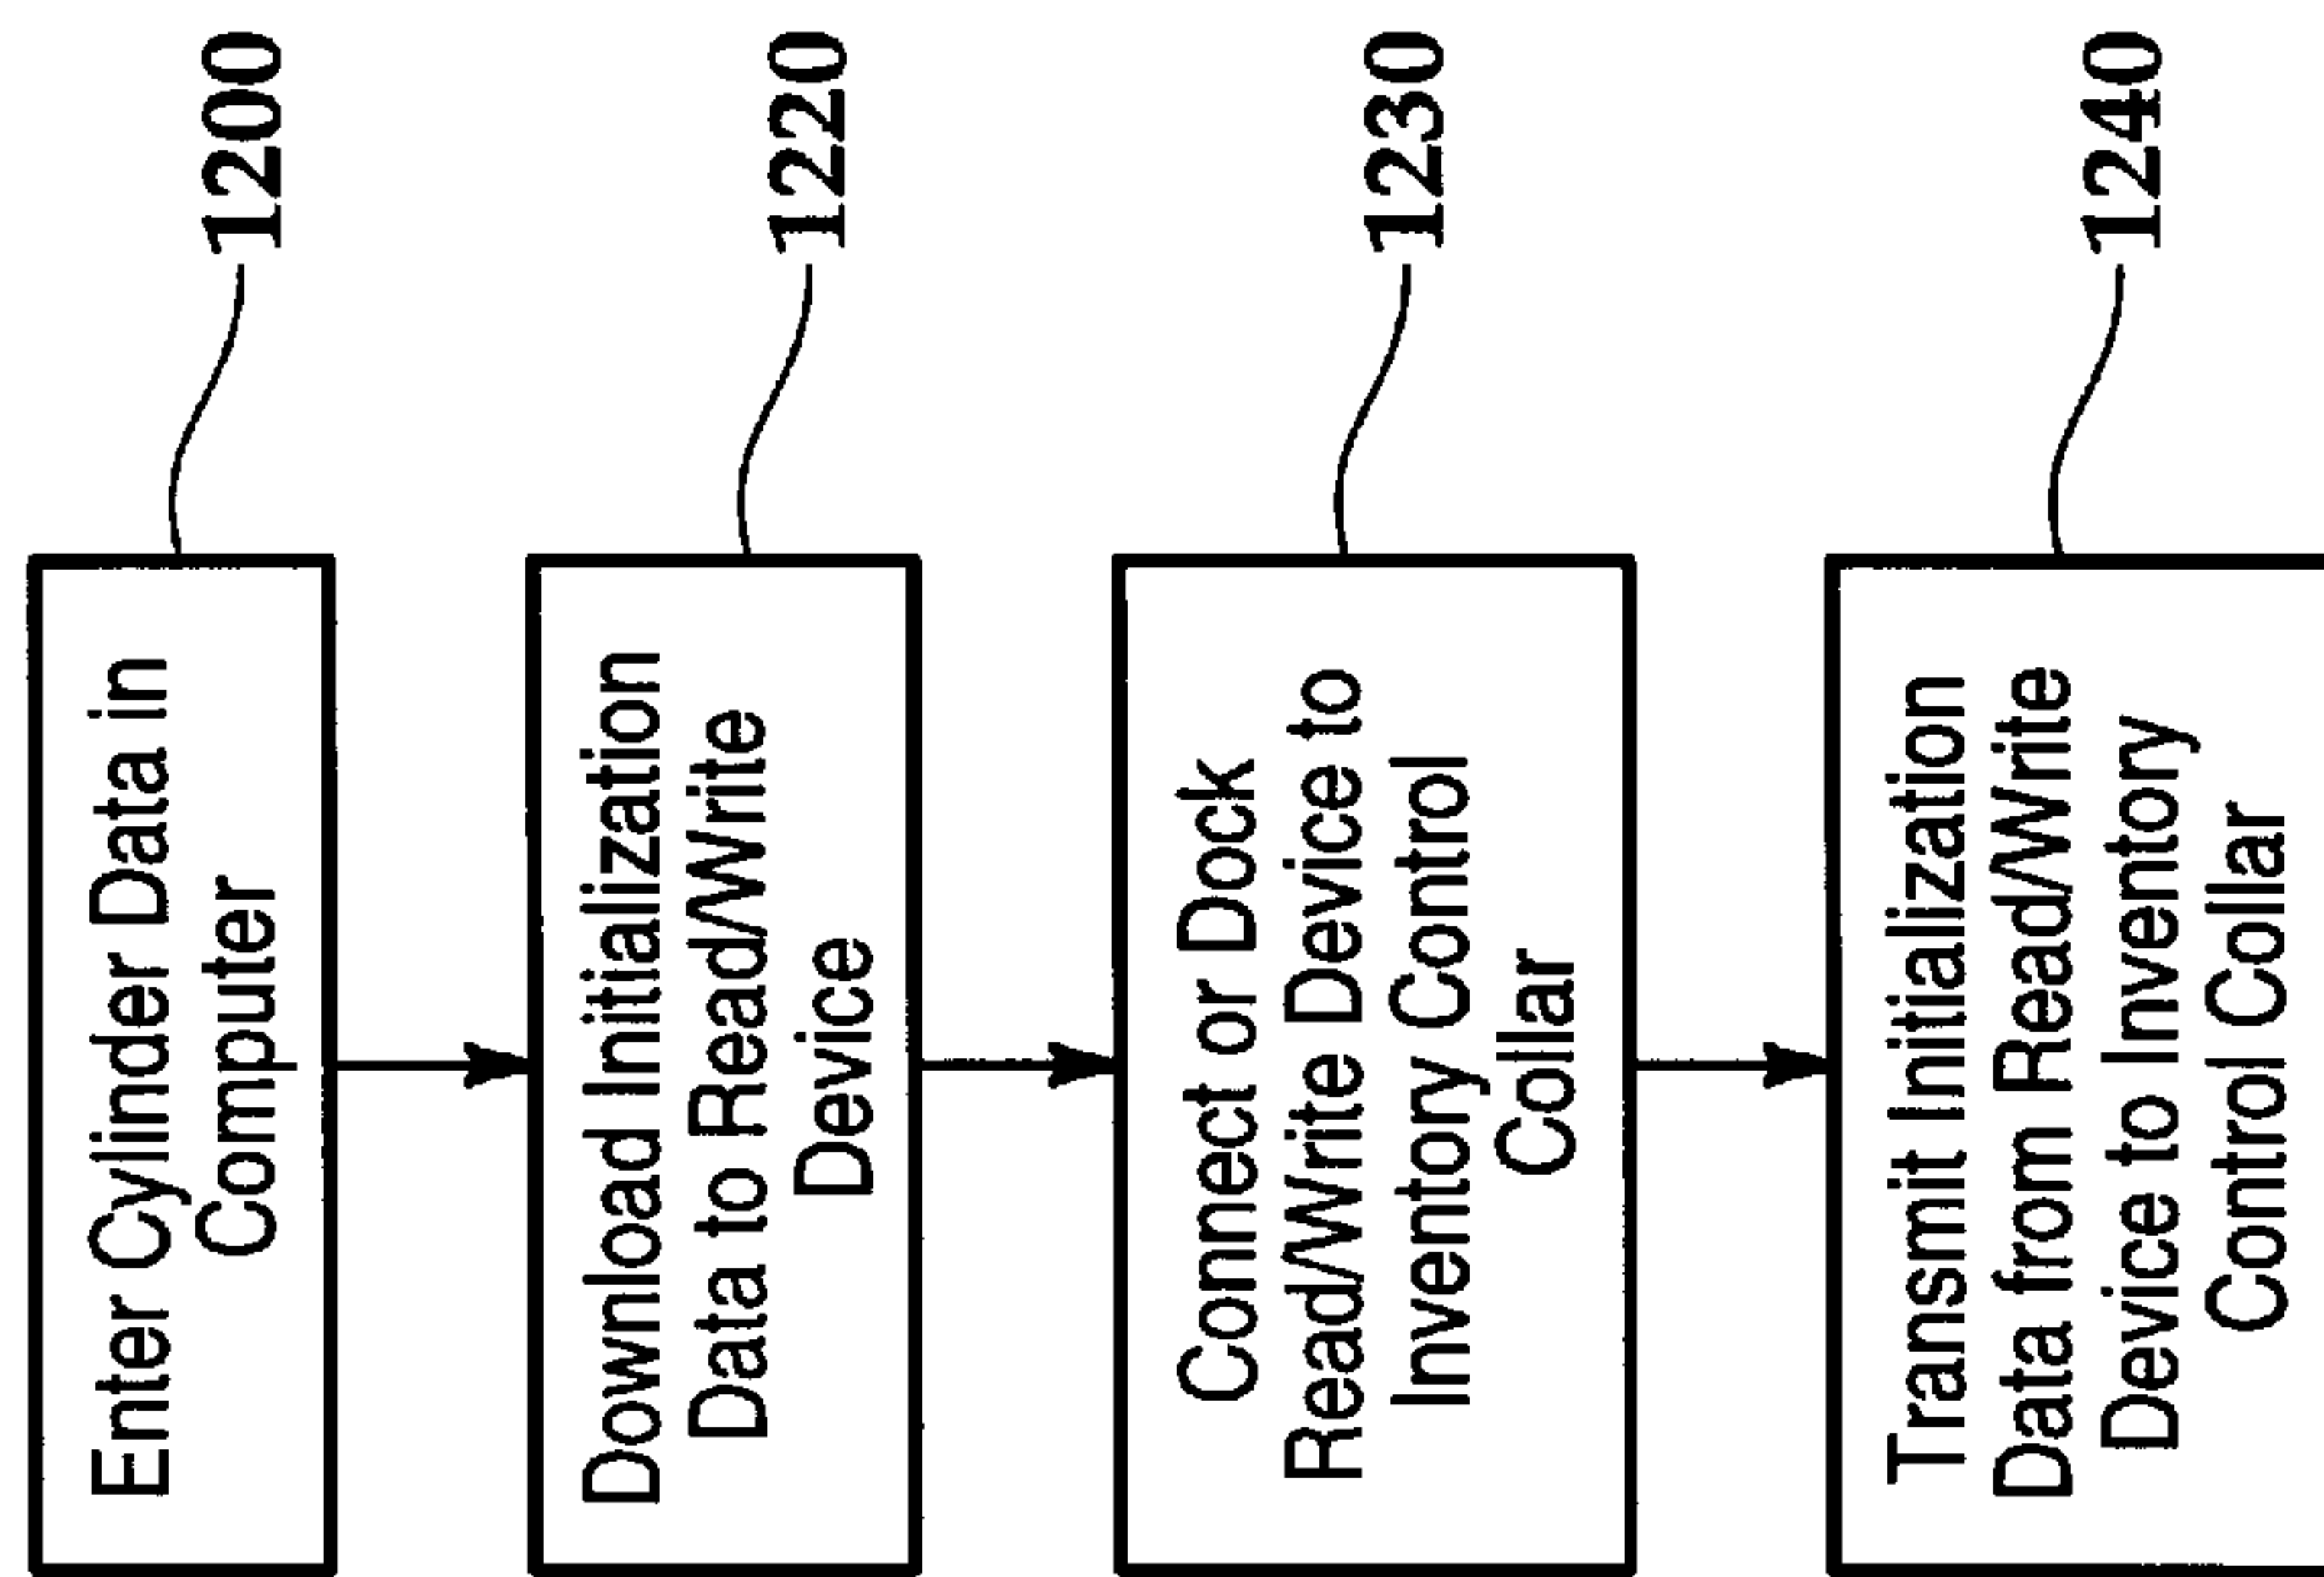 Enter Cylinder Data in
Computer
1200
Download Initialization
Data to Read/Write
Device
1220
Connect or Dock
Read/Write Device to
Inventory Control
Collar
1230
Transmit Initialization
Data from Read/Write
Device to Inventory
Control Collar
1240